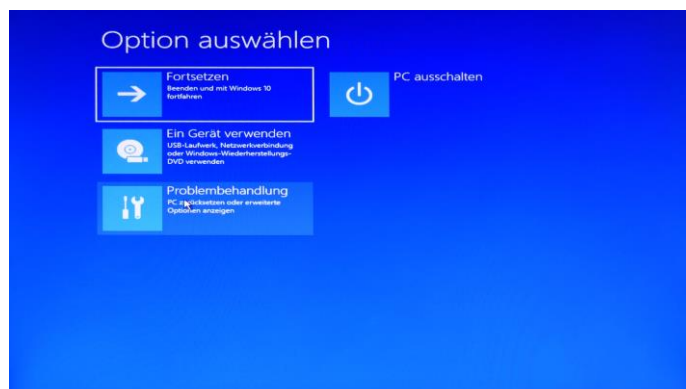 Option auswählen
Fortsetzen
Beenden und mit Windows 10
fortfahren
PC ausschalten
Ein Gerät verwenden
USB-Laufwerk, Netzwerkverbindung
oder Windows-Wiederherstellungs-
DVD verwenden
Problembehandlung
PC zurücksetzen oder erweiterte
Optionen anzeigen